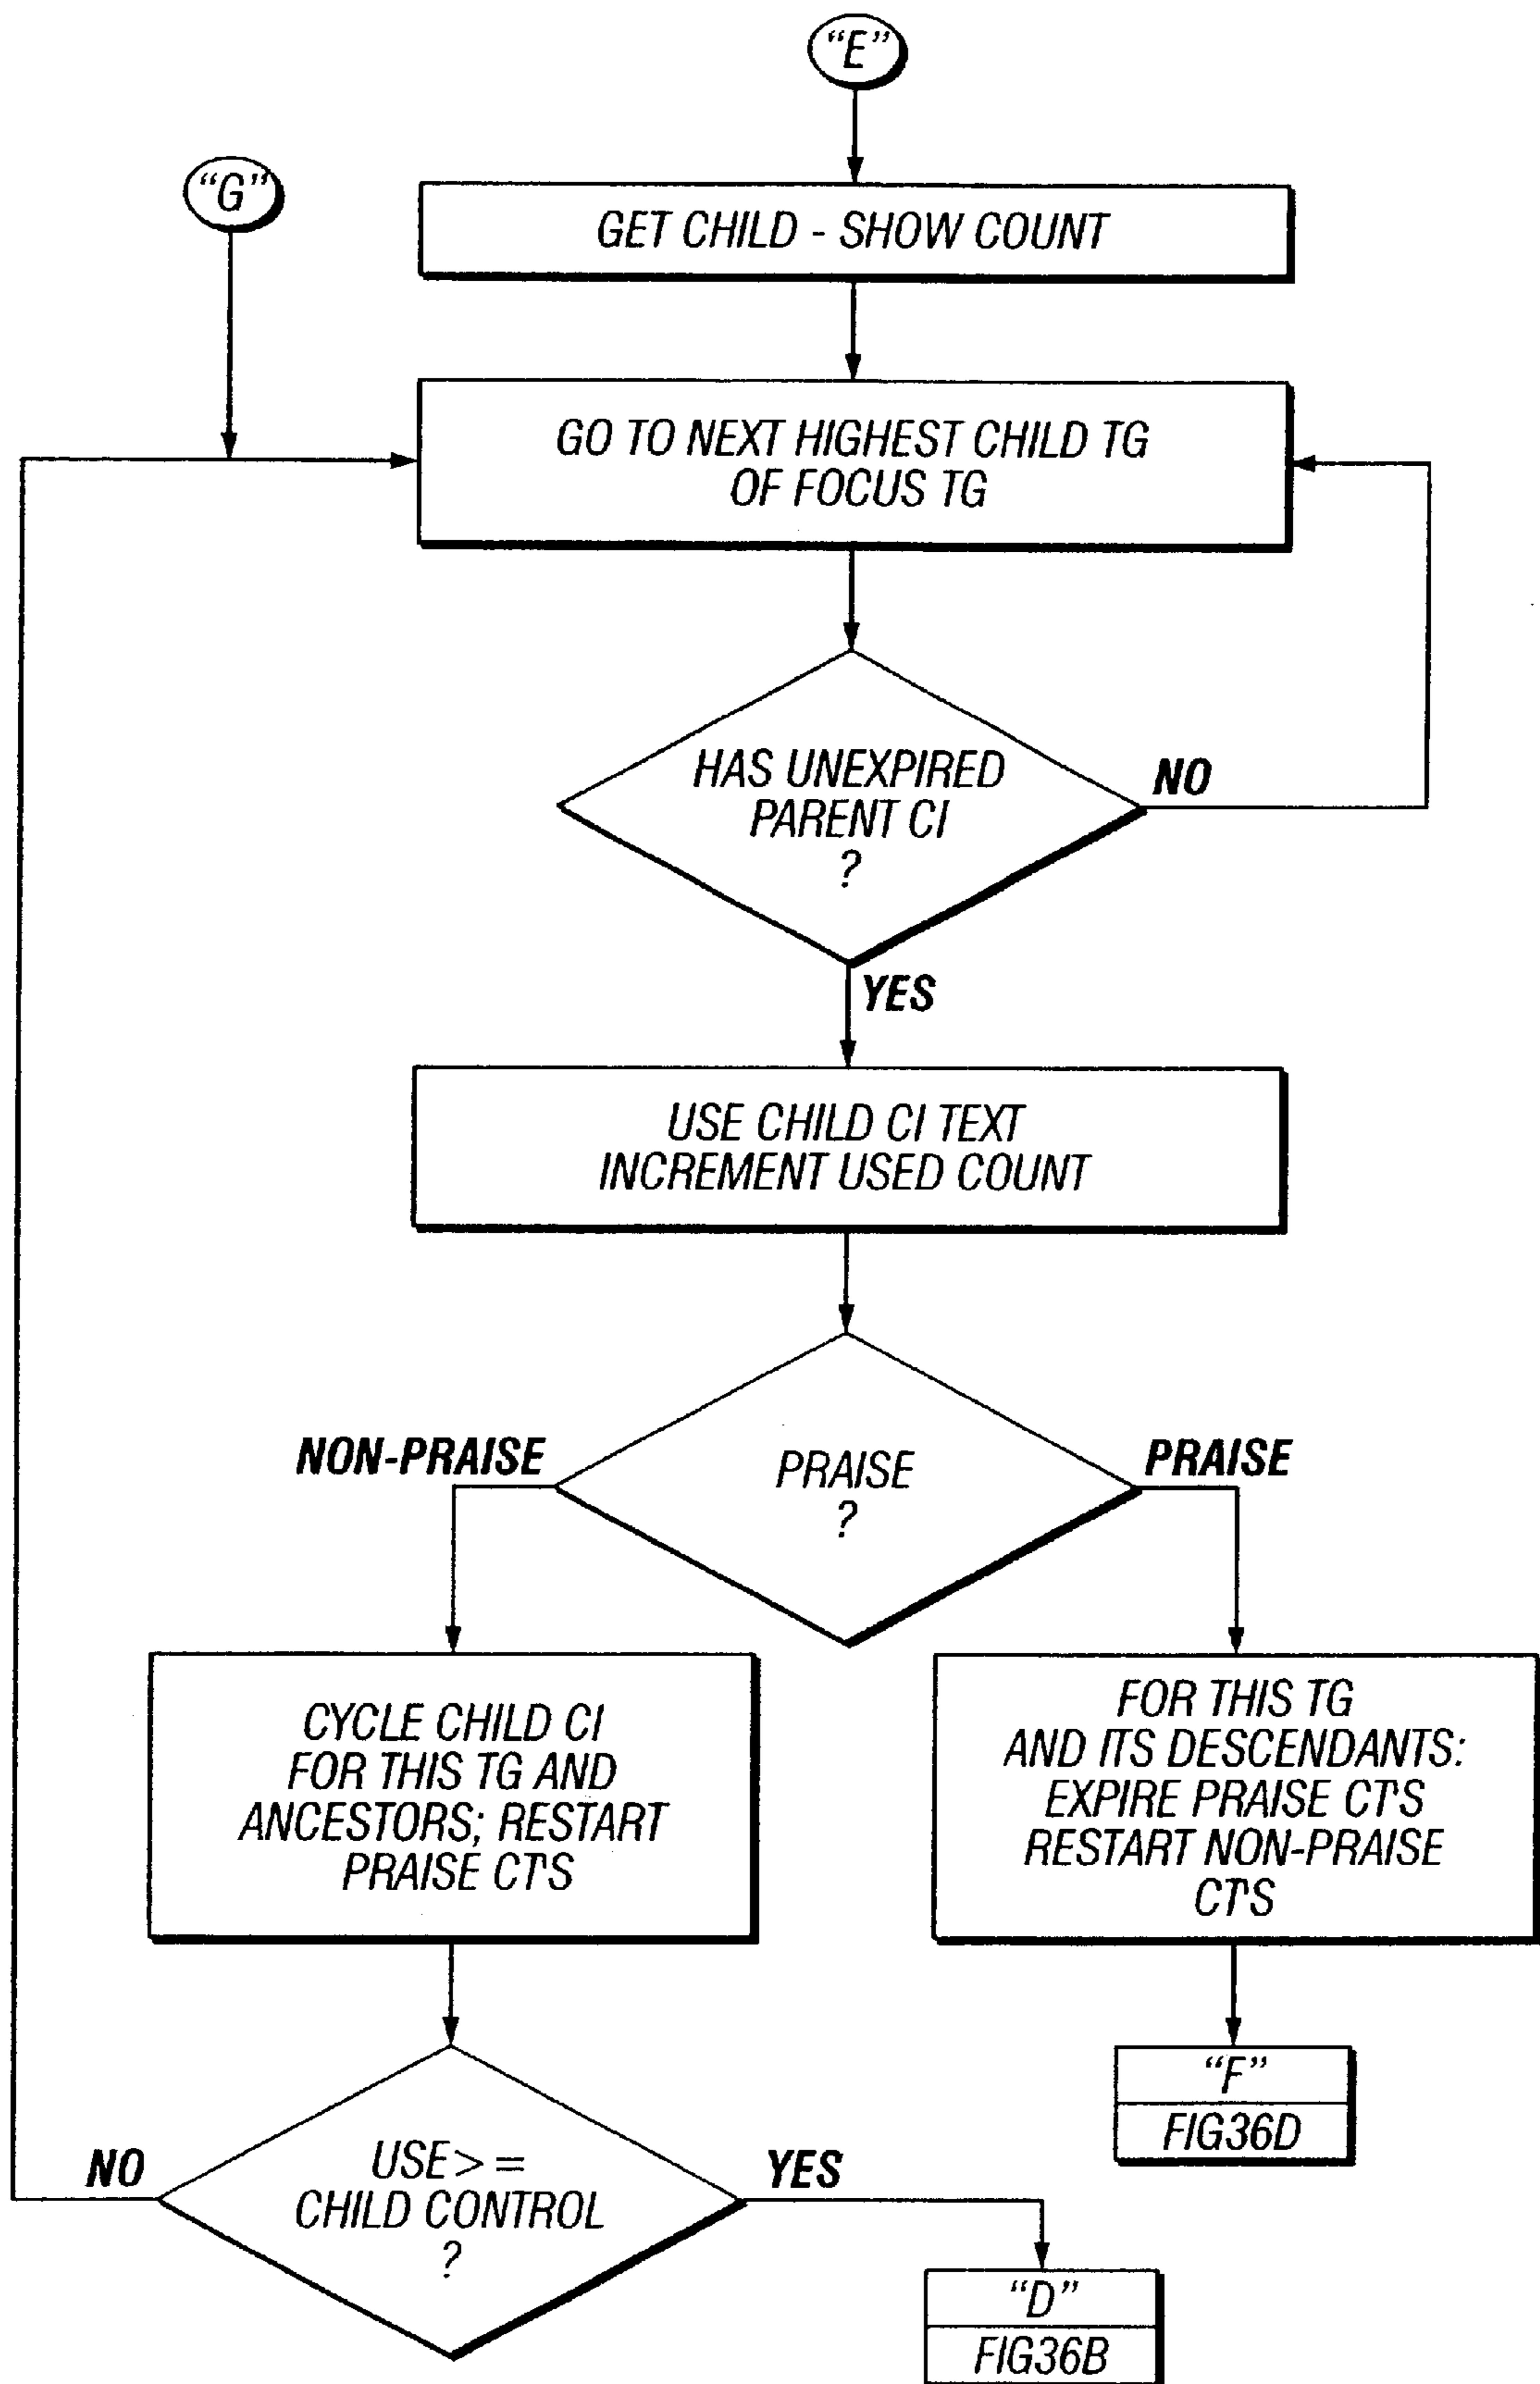 “E”
“G”
GET CHILD - SHOW COUNT
GO TO NEXT HIGHEST CHILD TG
OF FOCUS TG
HAS UNEXPIRED
PARENT CI
?
NO
YES
USE CHILD CI TEXT
INCREMENT USED COUNT
NON-PRAISE
PRAISE
?
PRAISE
CYCLE CHILD CI
FOR THIS TG AND
ANCESTORS; RESTART
PRAISE CT'S
FOR THIS TG
AND ITS DESCENDANTS:
EXPIRE PRAISE CT'S
RESTART NON-PRAISE
CT'S
“F”
FIG36D
NO
USE > =
CHILD CONTROL
?
YES
“D”
FIG36B